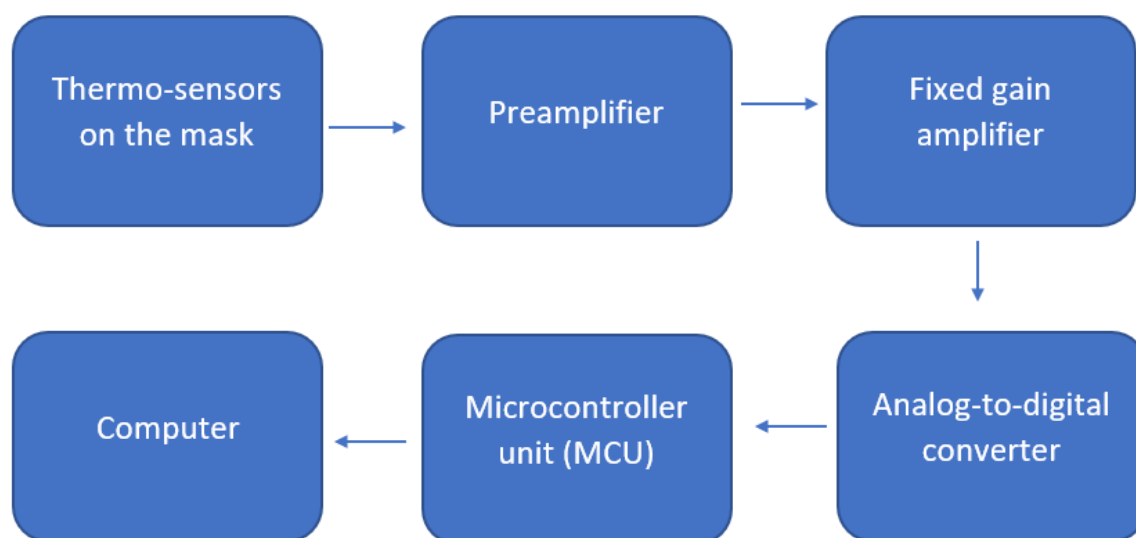 Thermo-sensors
on the mask
Preamplifier
Fixed gain
amplifier
Analog-to-digital
converter
Microcontroller
unit (MCU)
Computer